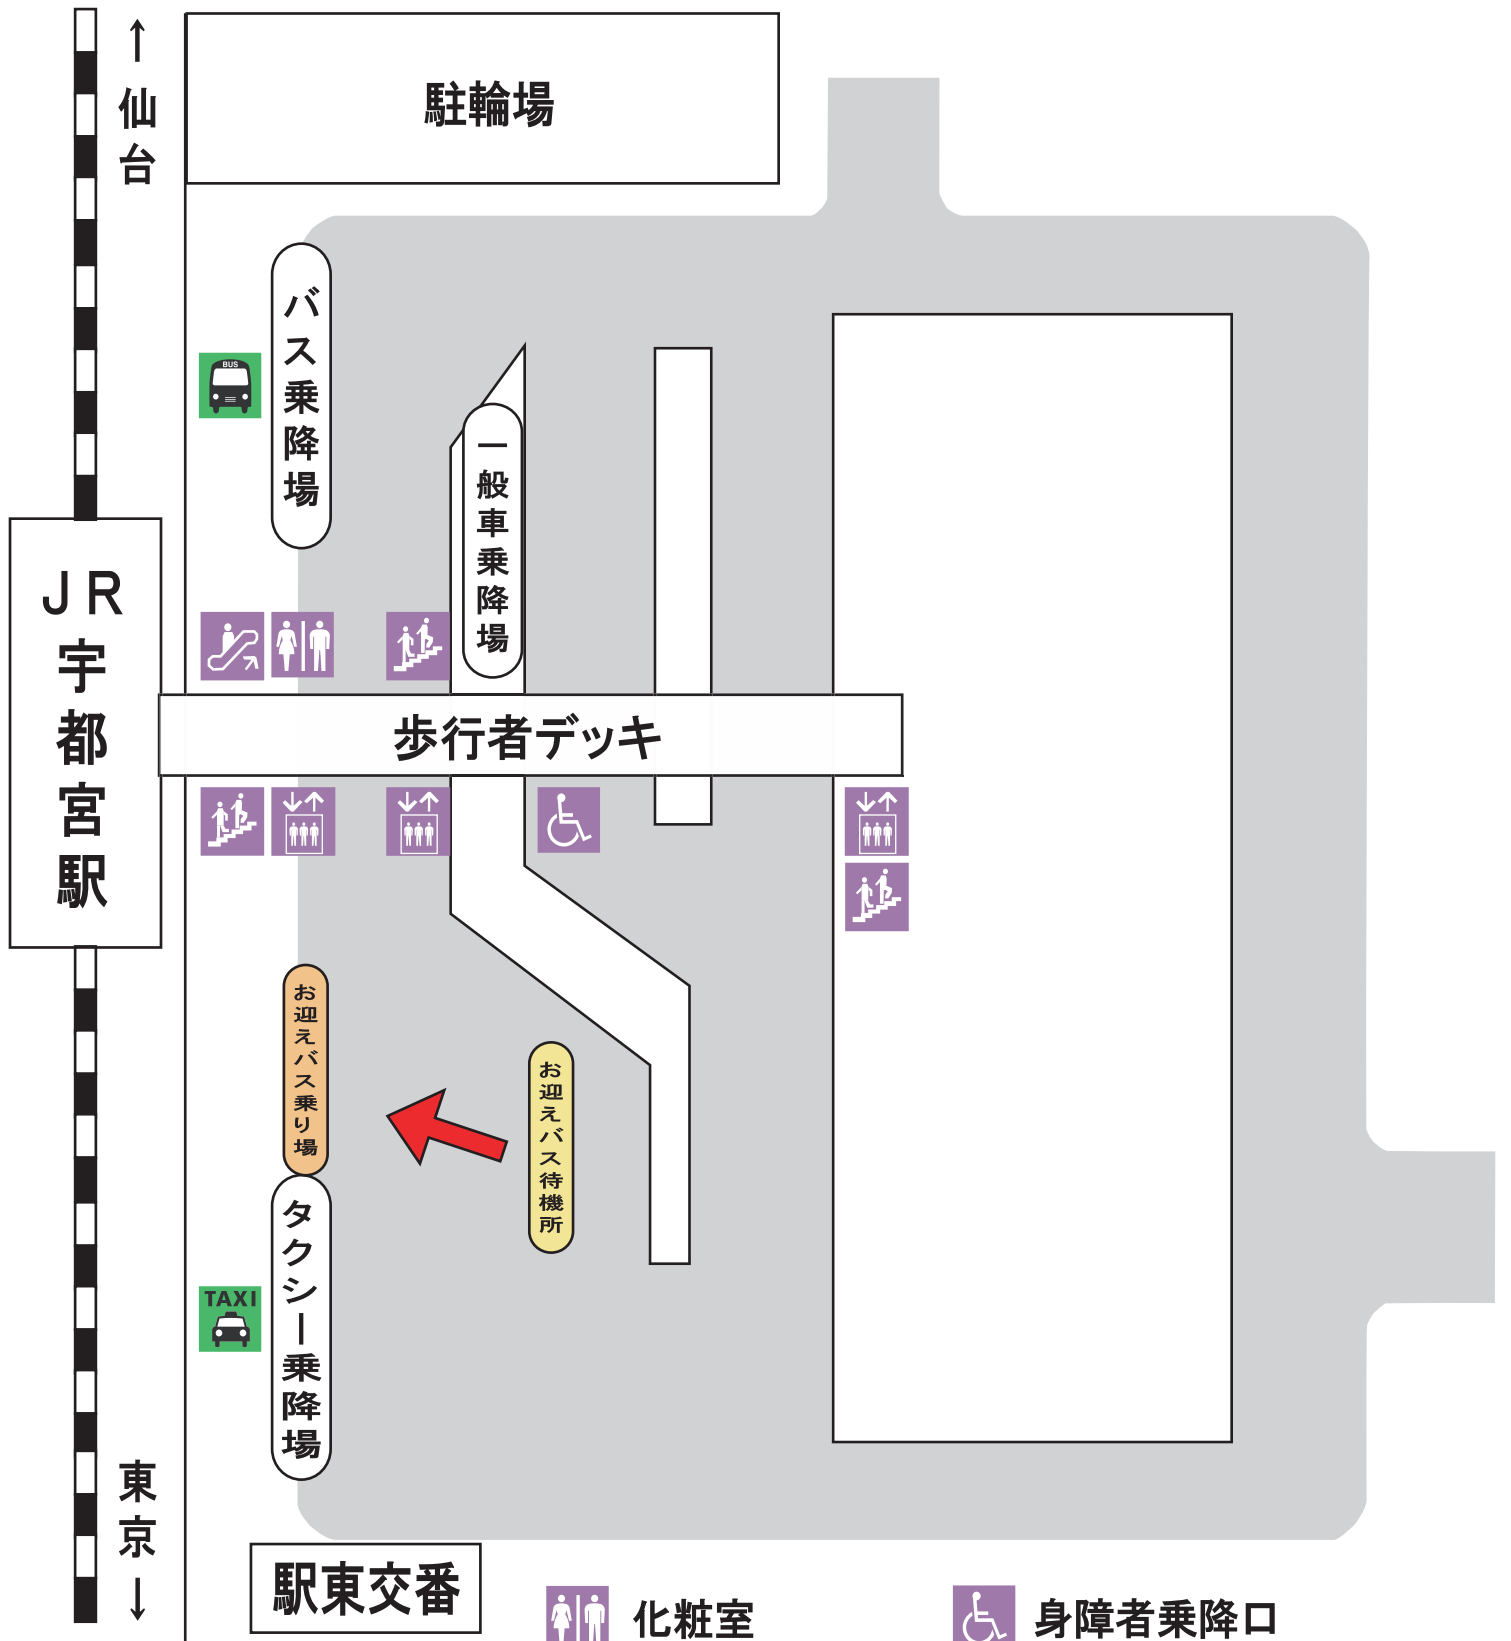 ↑仙台
駐輪場
バス乗降場
BUS
一般車乗降場
JR宇都宮駅
歩行者デッキ
お迎えバス乗り場
お迎えバス待機所
タクシー乗降場
TAXI
東京↓
駅東交番
化粧室
身障者乗降口